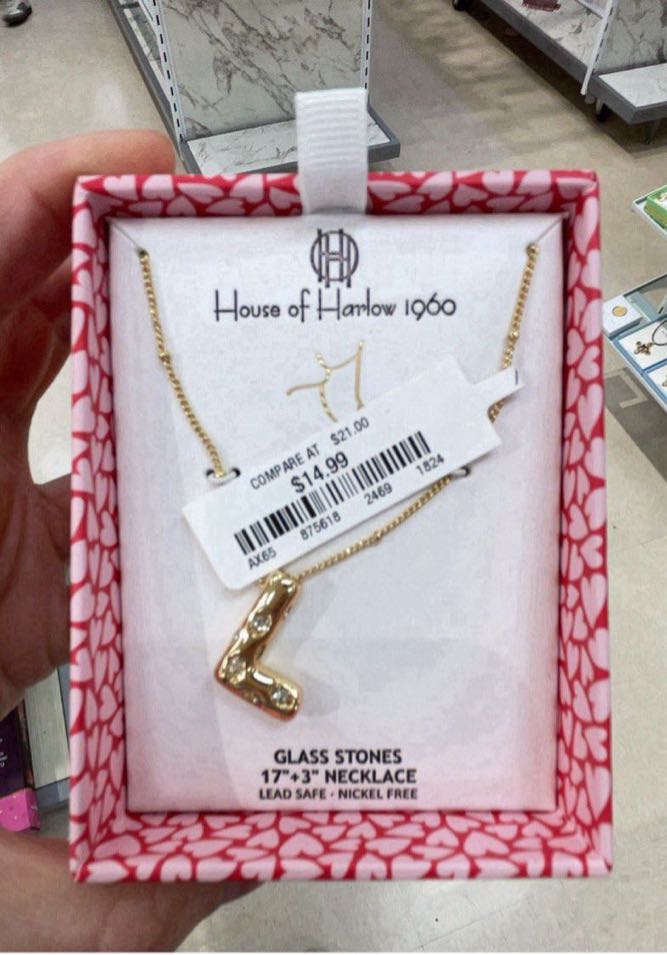 House of Harlow 1960
COMPARE AT $21.00
$14.99
AX65 875618 2469 1824
GLASS STONES
17"+3" NECKLACE
LEAD SAFE · NICKEL FREE